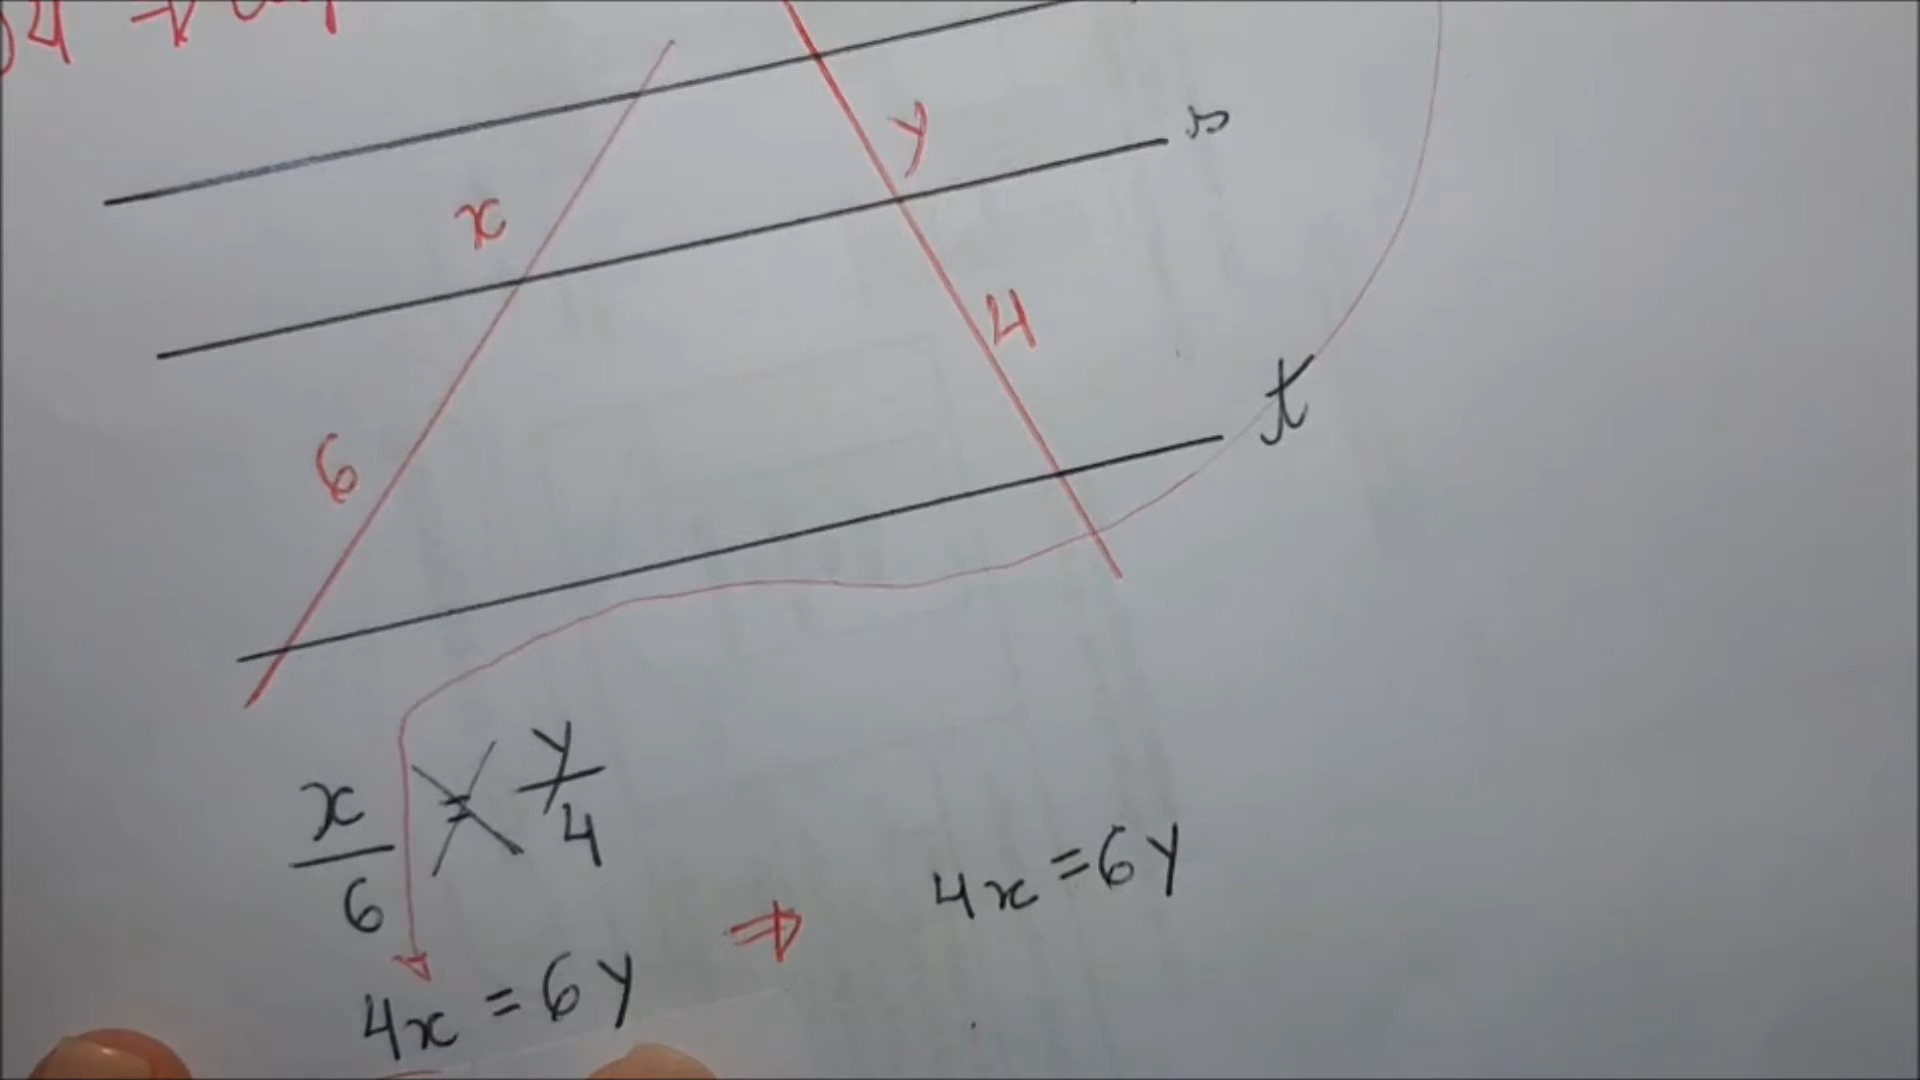 y
s
x
4
t
6
x/6 = y/4
4x = 6y ⇒ 4x = 6y